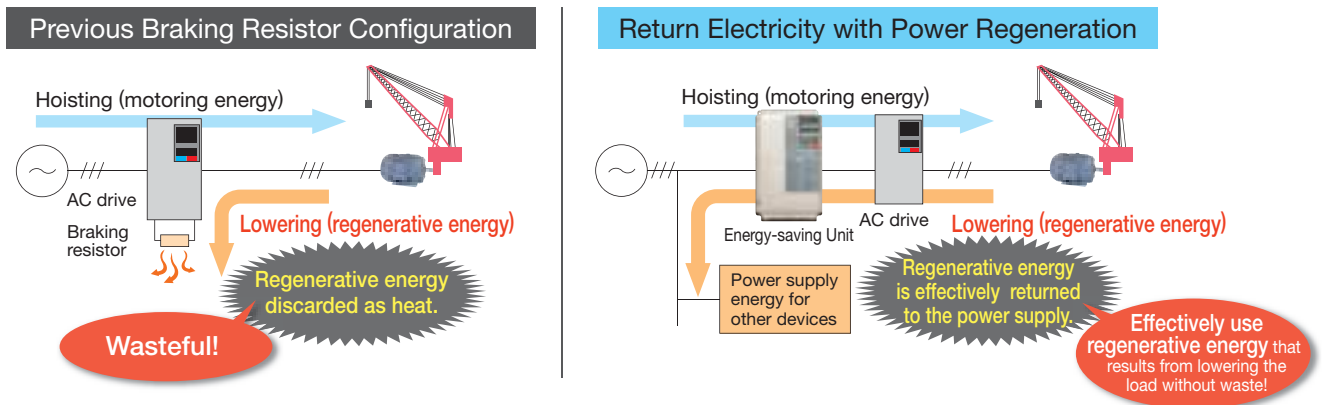 Previous Braking Resistor Configuration
Hoisting (motoring energy)
AC drive
Braking
resistor
Lowering (regenerative energy)
Regenerative energy
discarded as heat.
Wasteful!
Return Electricity with Power Regeneration
Hoisting (motoring energy)
Energy-saving Unit
AC drive
Lowering (regenerative energy)
Power supply
energy for
other devices
Regenerative energy
is effectively returned
to the power supply.
Effectively use
regenerative energy that
results from lowering the
load without waste!